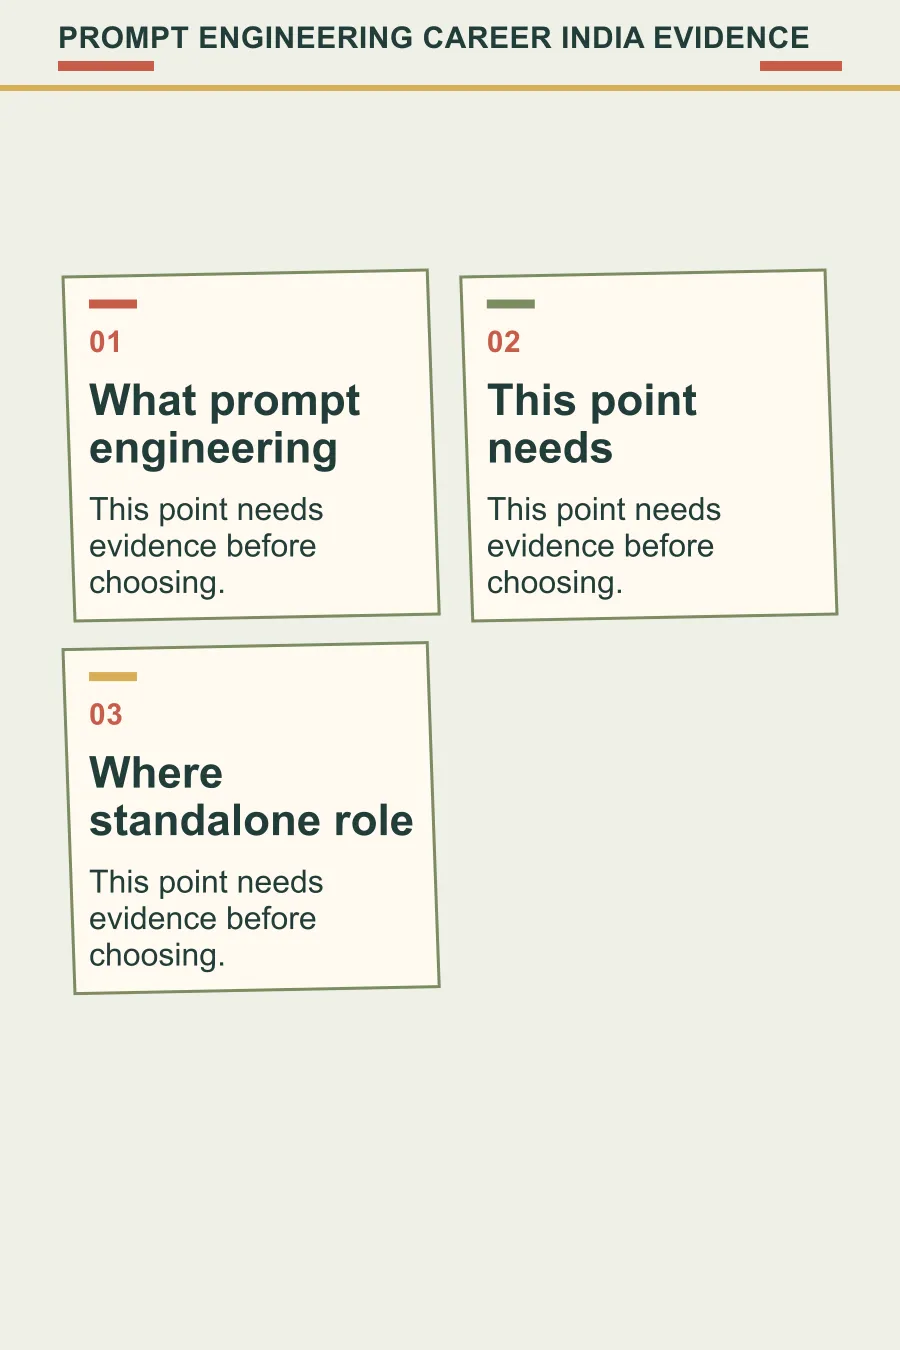 PROMPT ENGINEERING CAREER INDIA EVIDENCE
01
What prompt
engineering
This point needs
evidence before
choosing.
02
This point
needs
This point needs
evidence before
choosing.
03
Where
standalone role
This point needs
evidence before
choosing.